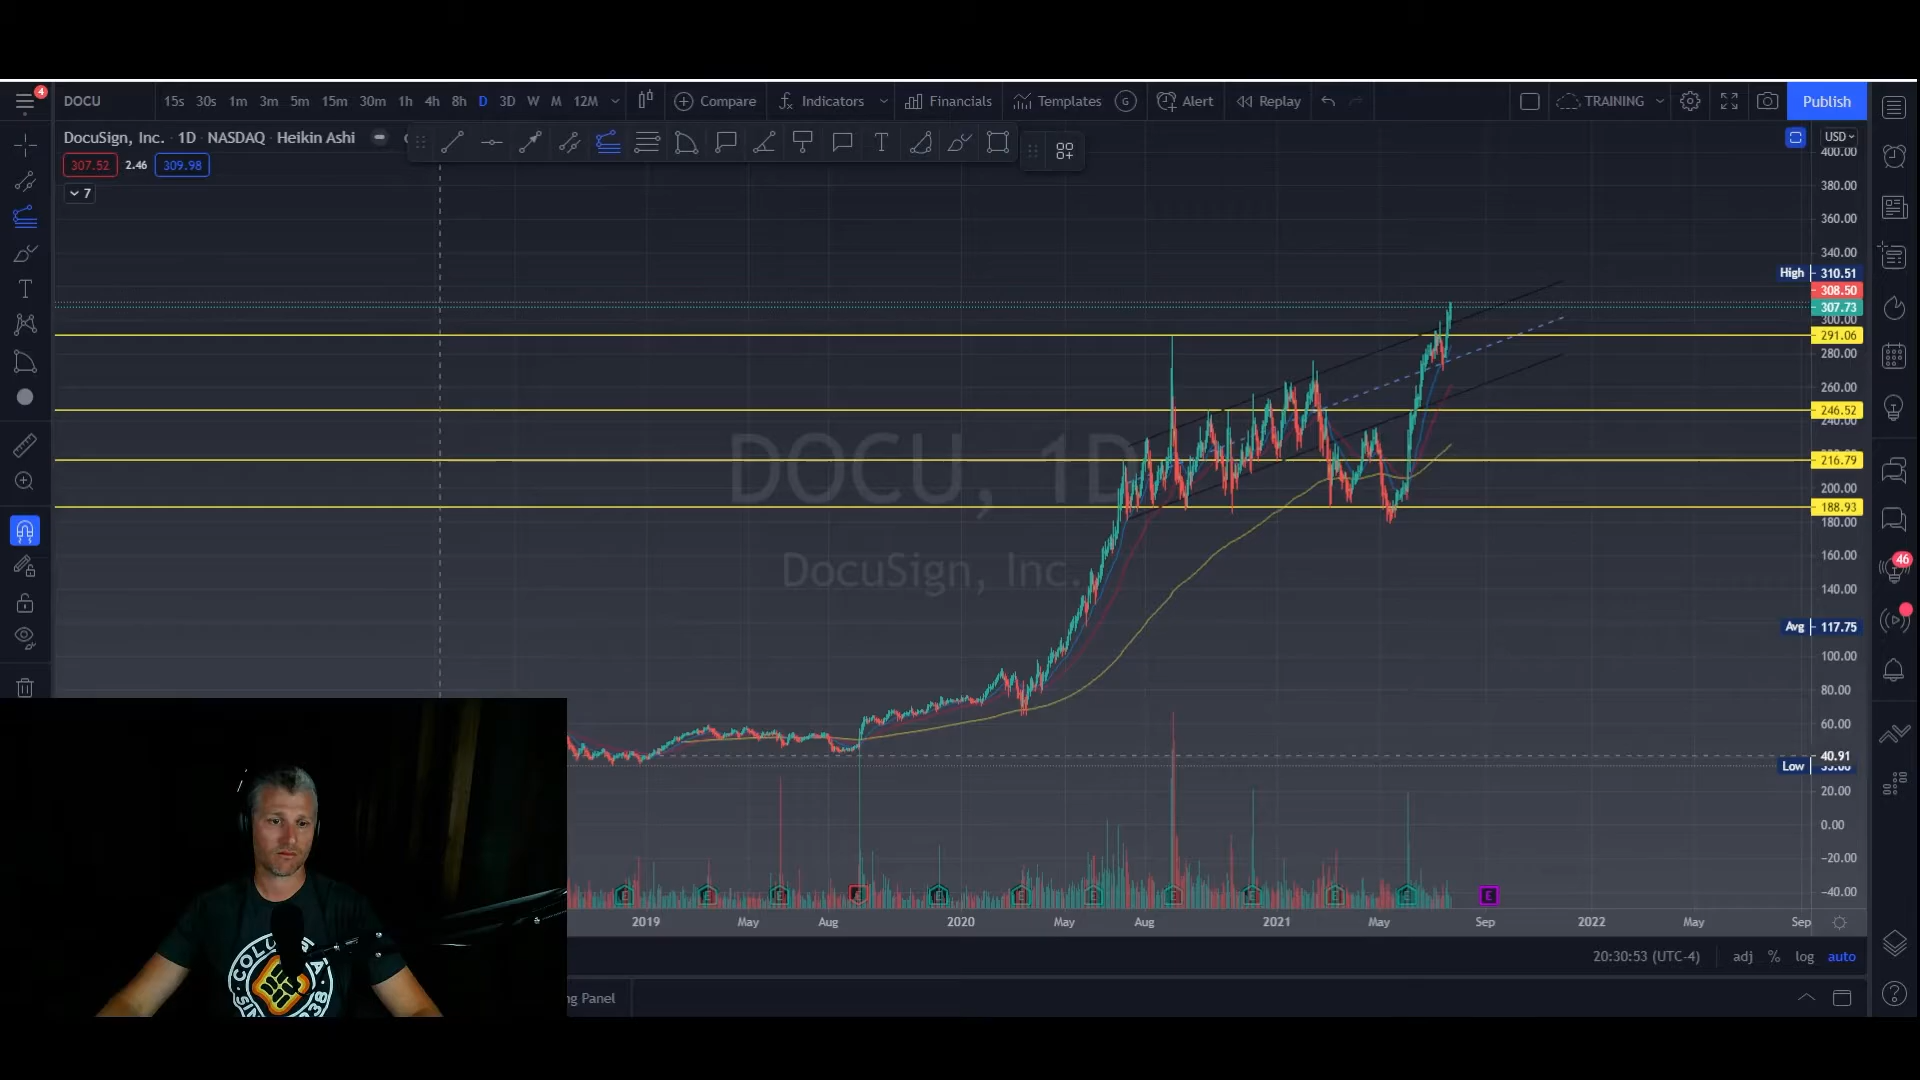 4
DOCU 15s 30s 1m 3m 5m 15m 30m 1h 4h 8h D 3D W M 12M Compare Indicators Financials Templates G Alert Replay TRAINING Publish
DocuSign, Inc. · 1D · NASDAQ · Heikin Ashi
T
USD
307.52 2.46 309.98
7
400.00
380.00
360.00
340.00
High 310.51
308.50
307.73
300.00
291.06
280.00
260.00
246.52
240.00
216.79
200.00
188.93
180.00
160.00
140.00
Avg 117.75
100.00
80.00
60.00
40.91
Low
20.00
0.00
-20.00
-40.00
DOCU, 1D
DocuSign, Inc.
T
46
E E E E E E E E E E E E
2019 May Aug 2020 May Aug 2021 May Sep 2022 May Sep
20:30:53 (UTC-4) adj % log auto
ng Panel